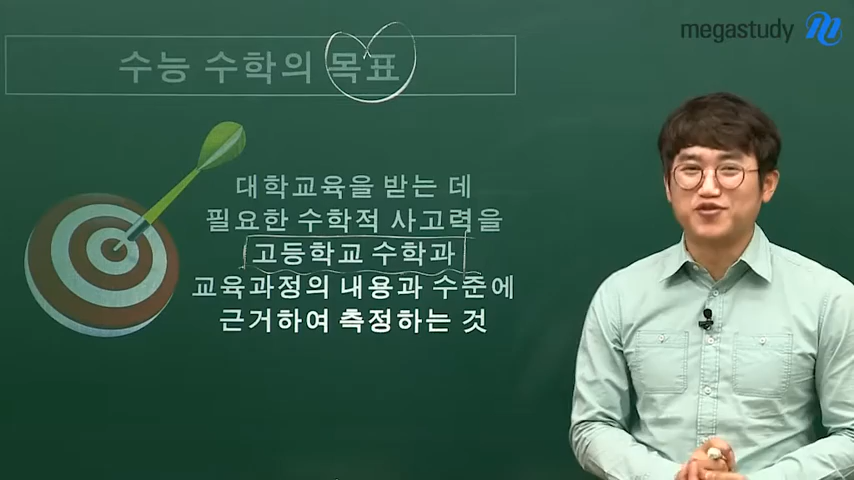 megastudy
수능 수학의 목표
대학교육을 받는 데
필요한 수학적 사고력을
고등학교 수학과
교육과정의 내용과 수준에
근거하여 측정하는 것